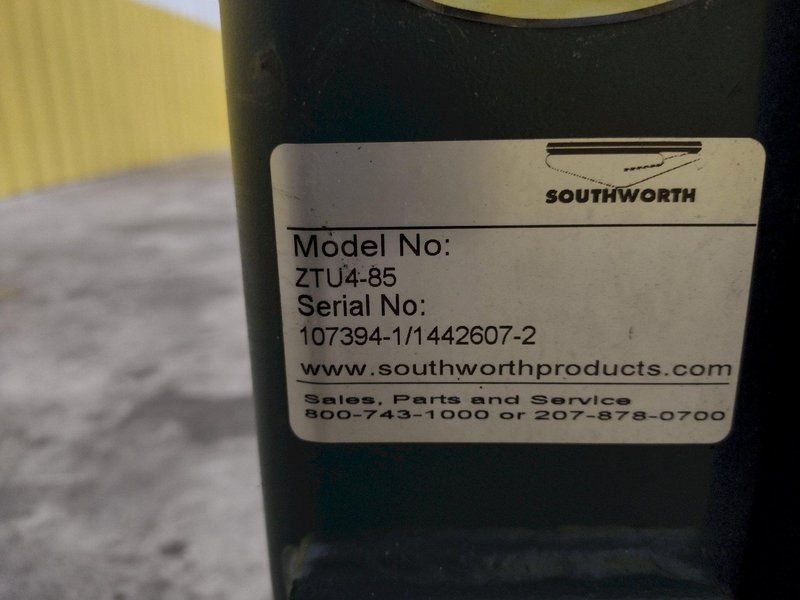 SOUTHWORTH
Model No:
ZTU4-85
Serial No:
107394-1/1442607-2
www.southworthproducts.com
Sales, Parts and Service
800-743-1000 or 207-878-0700